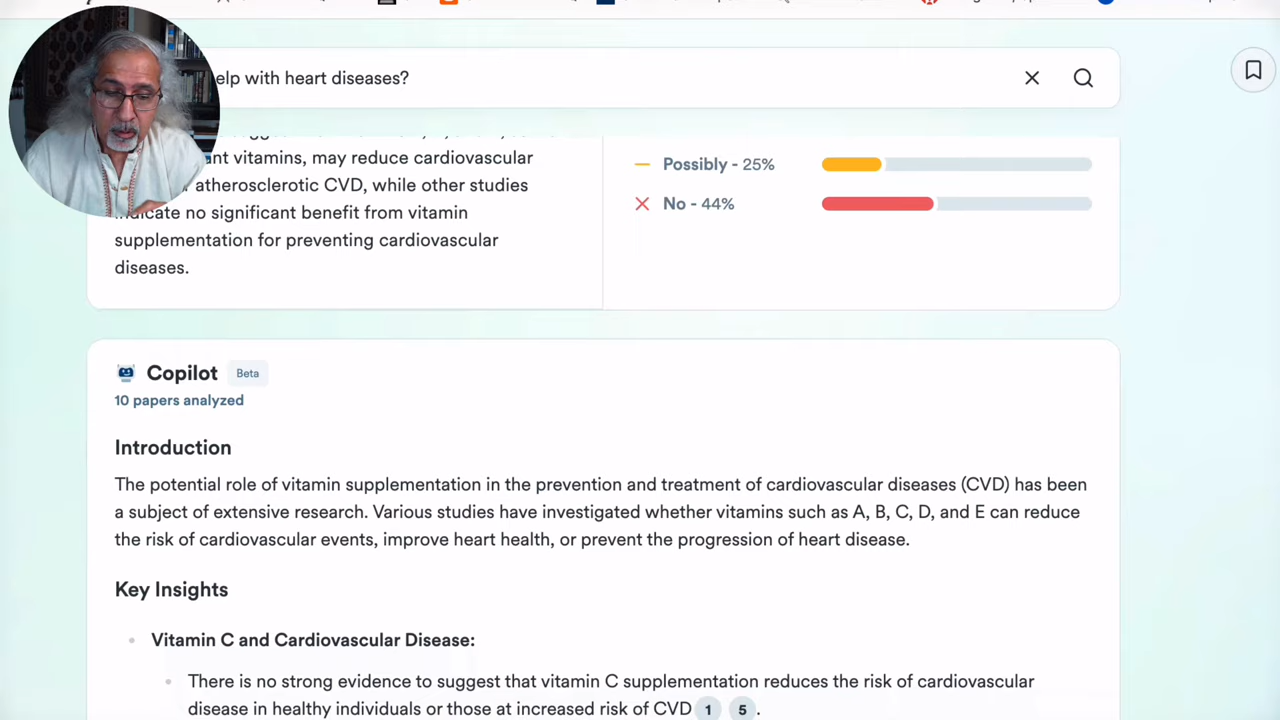 elp with heart diseases?
ant vitamins, may reduce cardiovascular
atherosclerotic CVD, while other studies
indicate no significant benefit from vitamin
supplementation for preventing cardiovascular
diseases.
Possibly - 25%
No - 44%
Copilot Beta
10 papers analyzed
Introduction
The potential role of vitamin supplementation in the prevention and treatment of cardiovascular diseases (CVD) has been
a subject of extensive research. Various studies have investigated whether vitamins such as A, B, C, D, and E can reduce
the risk of cardiovascular events, improve heart health, or prevent the progression of heart disease.
Key Insights
Vitamin C and Cardiovascular Disease:
There is no strong evidence to suggest that vitamin C supplementation reduces the risk of cardiovascular
disease in healthy individuals or those at increased risk of CVD 1 5 .